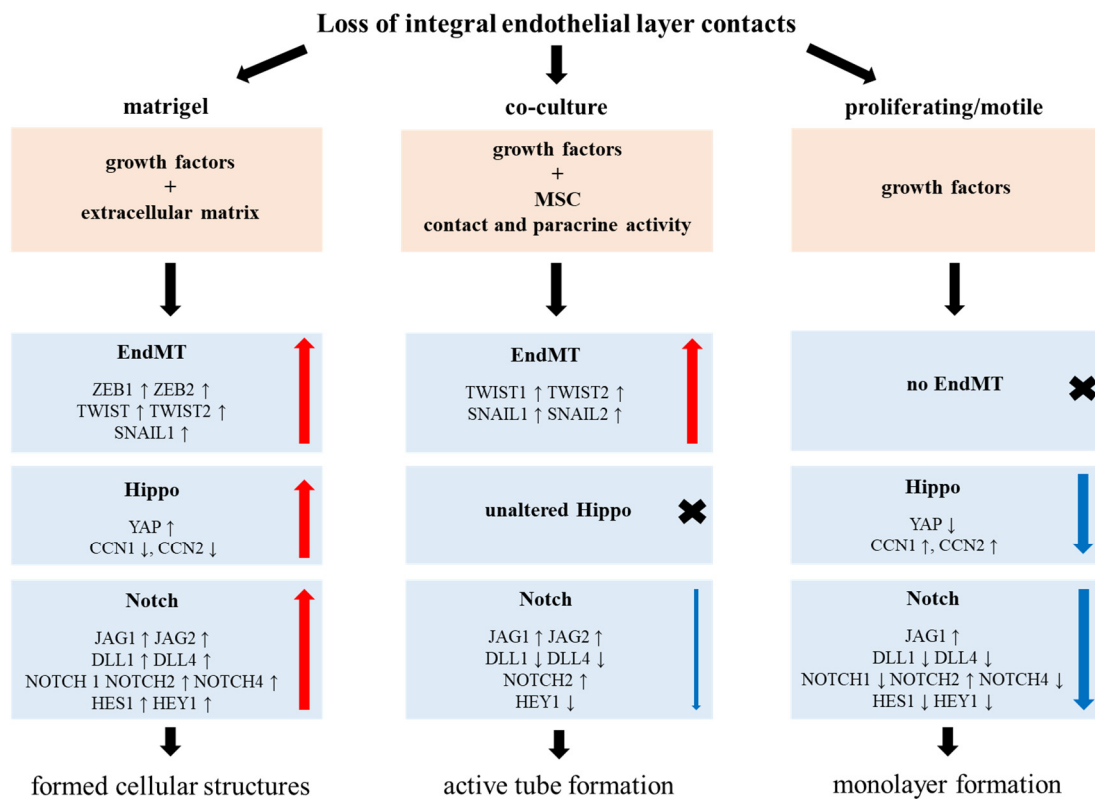 Loss of integral endothelial layer contacts
matrigel
growth factors
+
extracellular matrix
EndMT
ZEB1 ↑ ZEB2 ↑
TWIST ↑ TWIST2 ↑
SNAIL1 ↑
Hippo
YAP ↑
CCN1 ↓, CCN2 ↓
Notch
JAG1 ↑ JAG2 ↑
DLL1 ↑ DLL4 ↑
NOTCH 1 NOTCH2 ↑ NOTCH4 ↑
HES1 ↑ HEY1 ↑
formed cellular structures
co-culture
growth factors
+
MSC
contact and paracrine activity
EndMT
TWIST1 ↑ TWIST2 ↑
SNAIL1 ↑ SNAIL2 ↑
unaltered Hippo
Notch
JAG1 ↑ JAG2 ↑
DLL1 ↓ DLL4 ↓
NOTCH2 ↑
HEY1 ↓
active tube formation
proliferating/motile
growth factors
no EndMT
Hippo
YAP ↓
CCN1 ↑, CCN2 ↑
Notch
JAG1 ↑
DLL1 ↓ DLL4 ↓
NOTCH1 ↓ NOTCH2 ↑ NOTCH4 ↓
HES1 ↓ HEY1 ↓
monolayer formation